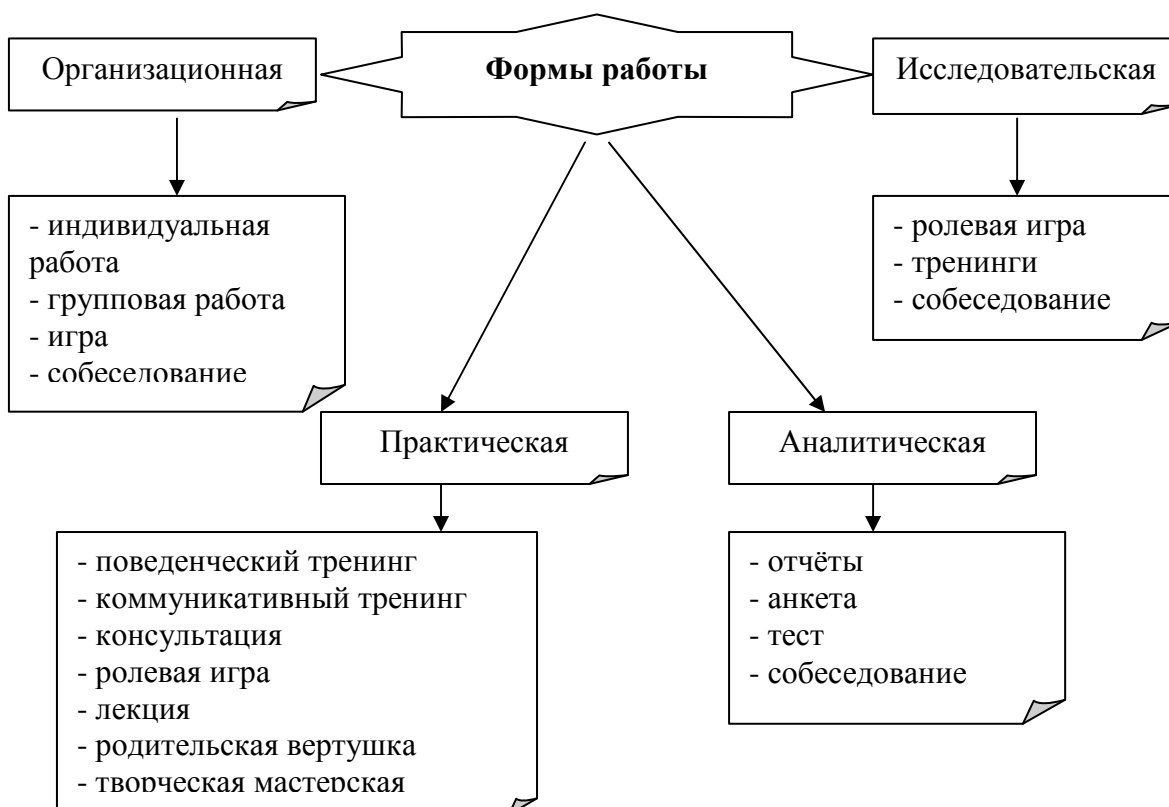 Формы работы
Организационная
Исследовательская
- индивидуальная
работа
- групповая работа
- игра
- собеседование
- ролевая игра
- тренинги
- собеседование
Практическая
Аналитическая
- поведенческий тренинг
- коммуникативный тренинг
- консультация
- ролевая игра
- лекция
- родительская вертушка
- творческая мастерская
- отчёты
- анкета
- тест
- собеседование